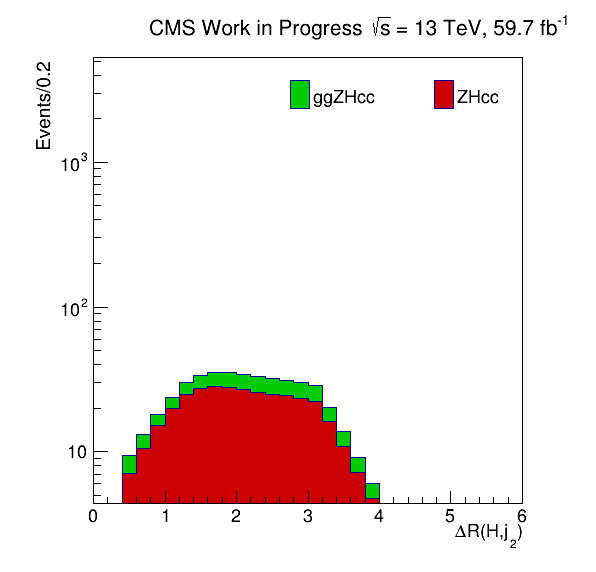 CMS Work in Progress √s = 13 TeV, 59.7 fb⁻¹
Events/0.2
ggZHcc ZHcc
10³
10²
10
0 1 2 3 4 5 6
ΔR(H,j₂)